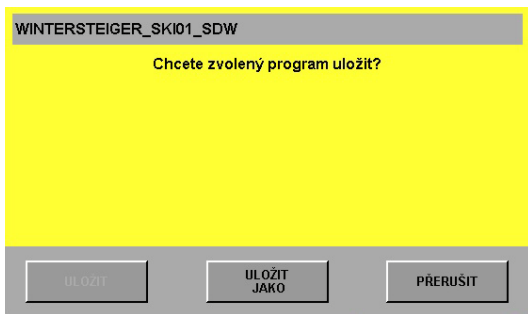 WINTERSTEIGER_SKI01_SDW
Chcete zvolený program uložit?
ULOŽIT
ULOŽIT
JAKO
PŘERUŠIT